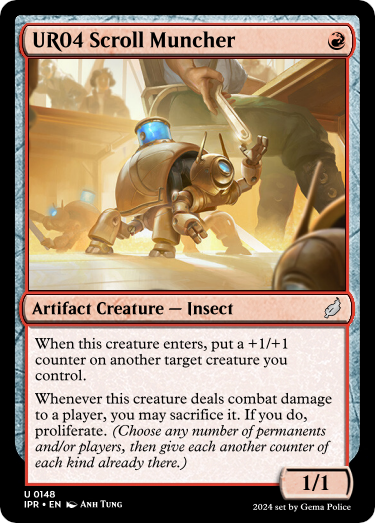 UR04 Scroll Muncher
Artifact Creature — Insect
When this creature enters, put a +1/+1
counter on another target creature you
control.
Whenever this creature deals combat damage
to a player, you may sacrifice it. If you do,
proliferate. (Choose any number of permanents
and/or players, then give each another counter of
each kind already there.)
1/1
U 0148
IPR • EN Anh Tung
2024 set by Gema Police